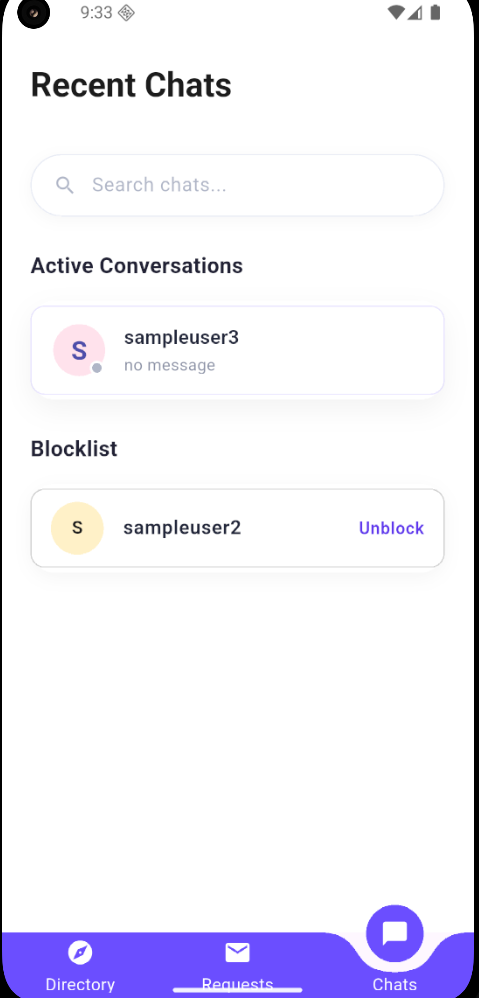 9:33
Recent Chats
Search chats...
Active Conversations
S
sampleuser3
no message
Blocklist
S
sampleuser2
Unblock
Directory
Requests
Chats